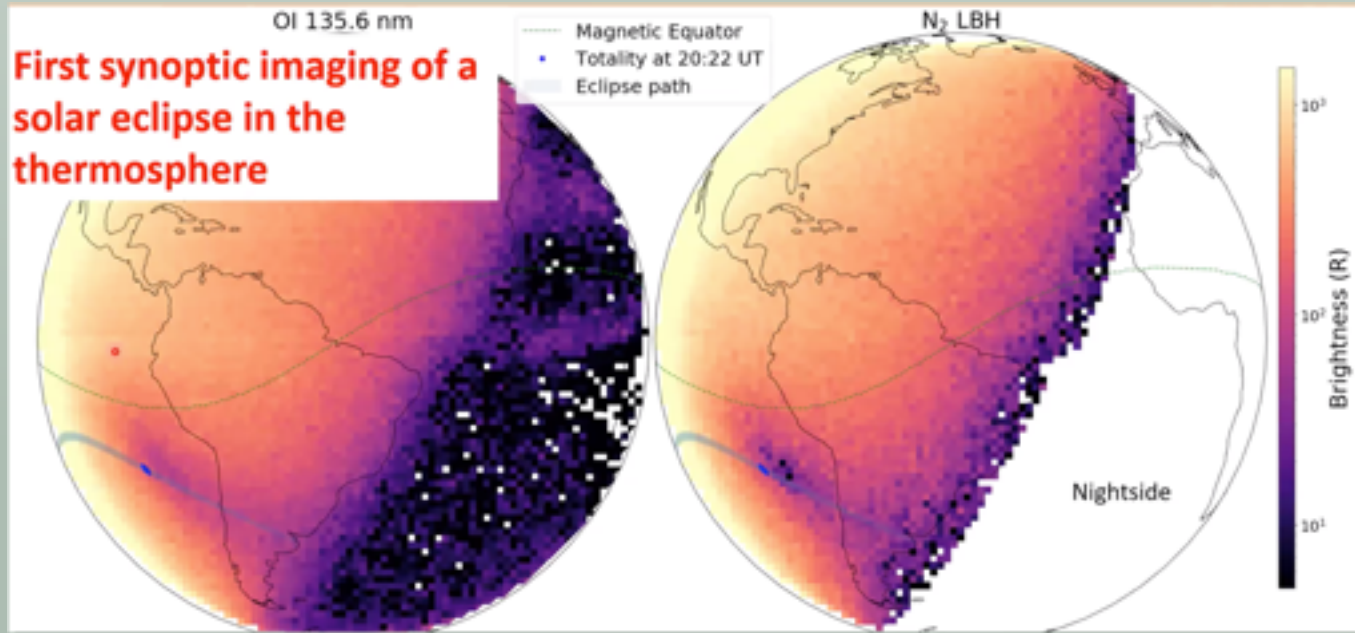 OI 135.6 nm
First synoptic imaging of a
solar eclipse in the
thermosphere
Magnetic Equator
Totality at 20:22 UT
Eclipse path
N₂ LBH
10³
10²
10¹
Brightness (R)
Nightside